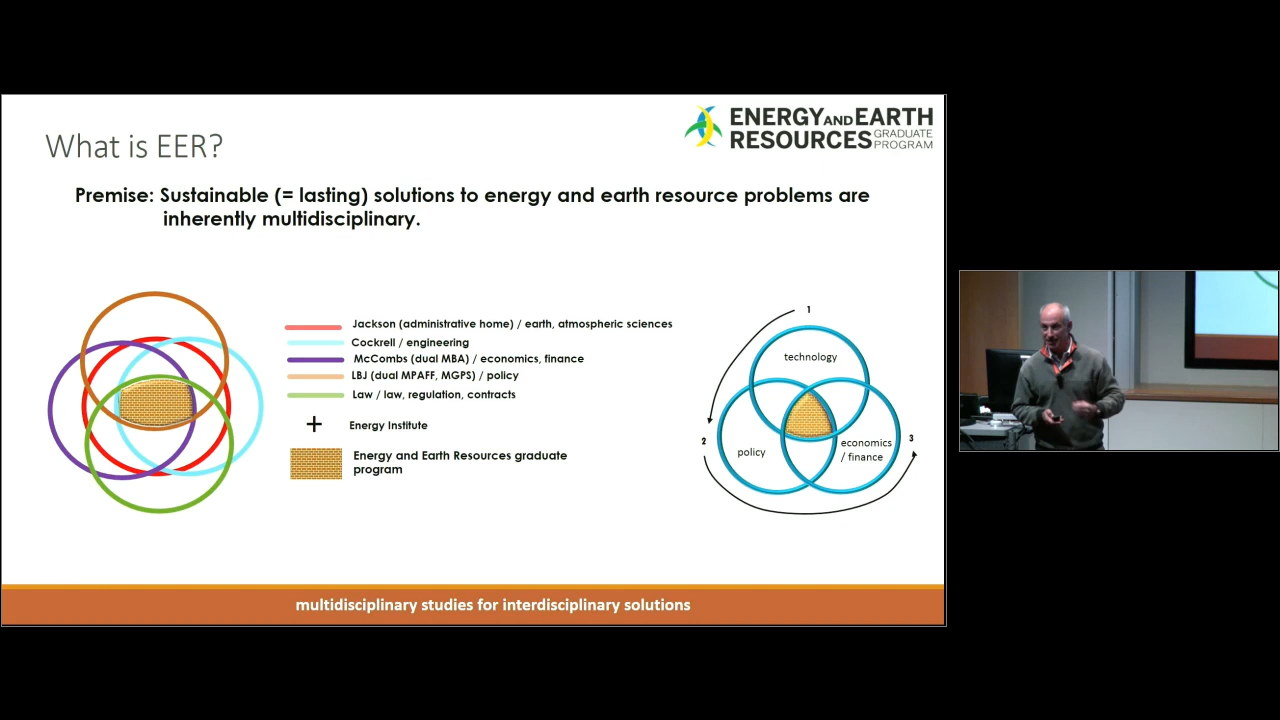 What is EER?
ENERGY AND EARTH
RESOURCES GRADUATE PROGRAM
Premise: Sustainable (= lasting) solutions to energy and earth resource problems are
inherently multidisciplinary.
Jackson (administrative home) / earth, atmospheric sciences
Cockrell / engineering
McCombs (dual MBA) / economics, finance
LBJ (dual MPAFF, MGPS) / policy
Law / law, regulation, contracts
+
Energy Institute
Energy and Earth Resources graduate
program
1
technology
2
policy
economics
/ finance
3
multidisciplinary studies for interdisciplinary solutions